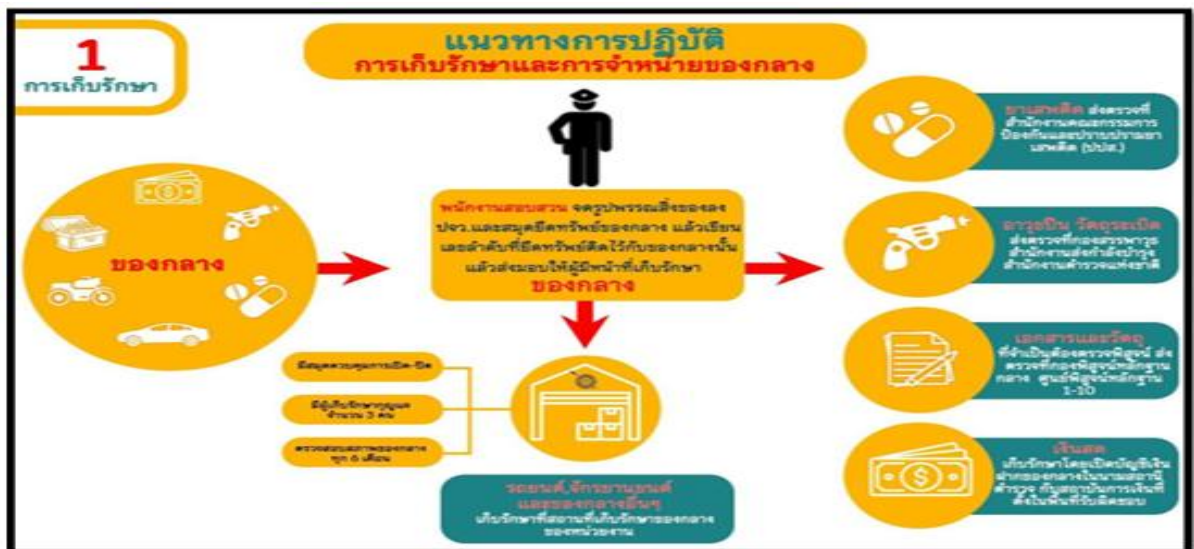 1
การเก็บรักษา
แนวทางการปฏิบัติ
การเก็บรักษาและการจำหน่ายของกลาง
ของกลาง
พนักงานสอบสวน จดรูปพรรณสิ่งของลง
ปจว.และสมุดยึดทรัพย์ของกลาง แล้วเขียน
เลขลำดับที่ยึดทรัพย์ติดไว้กับของกลางนั้น
แล้วส่งมอบให้ผู้มีหน้าที่เก็บรักษา
ของกลาง
มีสมุดควบคุมการเปิด-ปิด
มีผู้เก็บรักษากุญแจ
จำนวน 3 คน
ตรวจสอบสภาพของกลาง
ทุก 6 เดือน
รถยนต์,จักรยานยนต์
และของกลางอื่นๆ
เก็บรักษาที่สถานที่เก็บรักษาของกลาง
ของหน่วยงาน
ยาเสพติด ส่งตรวจที่
สำนักงานคณะกรรมการ
ป้องกันและปราบปรามยา
เสพติด (ปปส.)
อาวุธปืน วัตถุระเบิด
ส่งตรวจที่กองสรรพาวุธ
สำนักงานส่งกำลังบำรุง
สำนักงานตำรวจแห่งชาติ
เอกสารและวัตถุ
ที่จำเป็นต้องตรวจพิสูจน์ ส่ง
ตรวจที่กองพิสูจน์หลักฐาน
กลาง ศูนย์พิสูจน์หลักฐาน
1-10
เงินสด
เก็บรักษาโดยเปิดบัญชีเงิน
ฝากของกลางในนามสถานี
ตำรวจ กับสถาบันการเงินที่
ตั้งในพื้นที่รับผิดชอบ